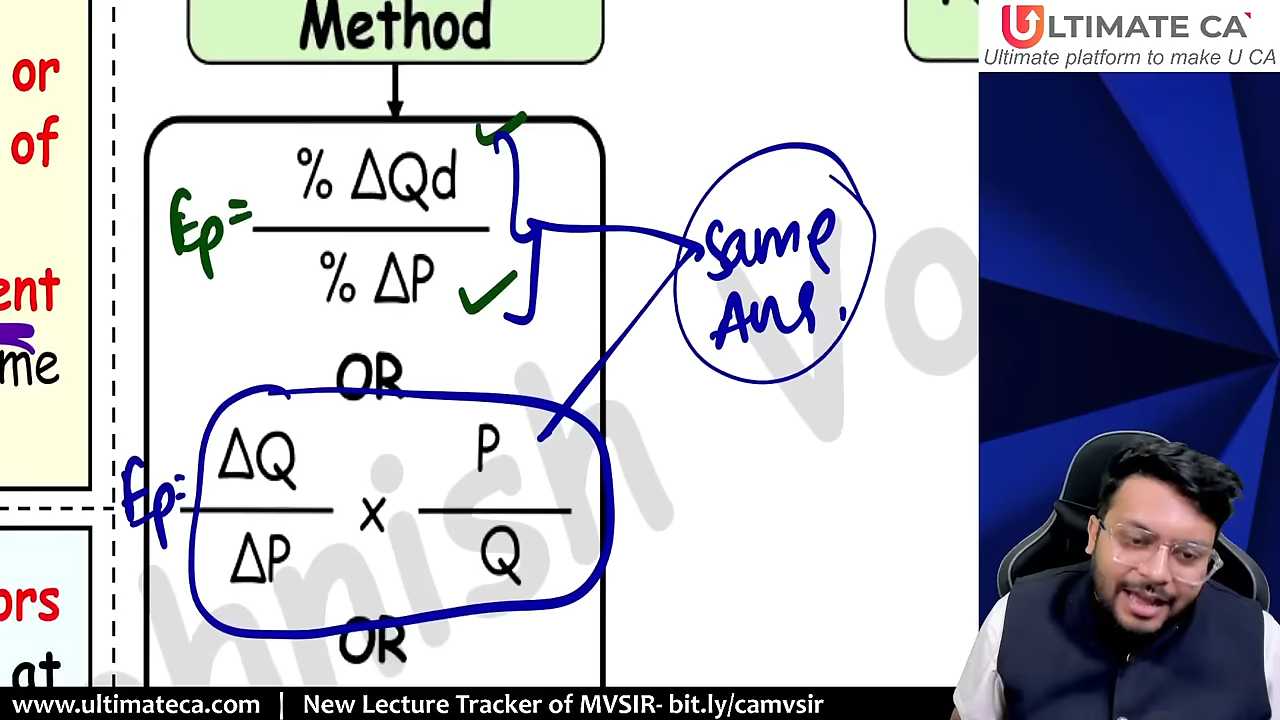 Method
ULTIMATE CA
Ultimate platform to make U CA
or
of
ent
me
% ΔQd
Ep=
% ΔP
Same
Ans.
OR
ΔQ
P
Ep=
x
ΔP
Q
OR
ors
at
www.ultimateca.com | New Lecture Tracker of MVSIR- bit.ly/camvsir